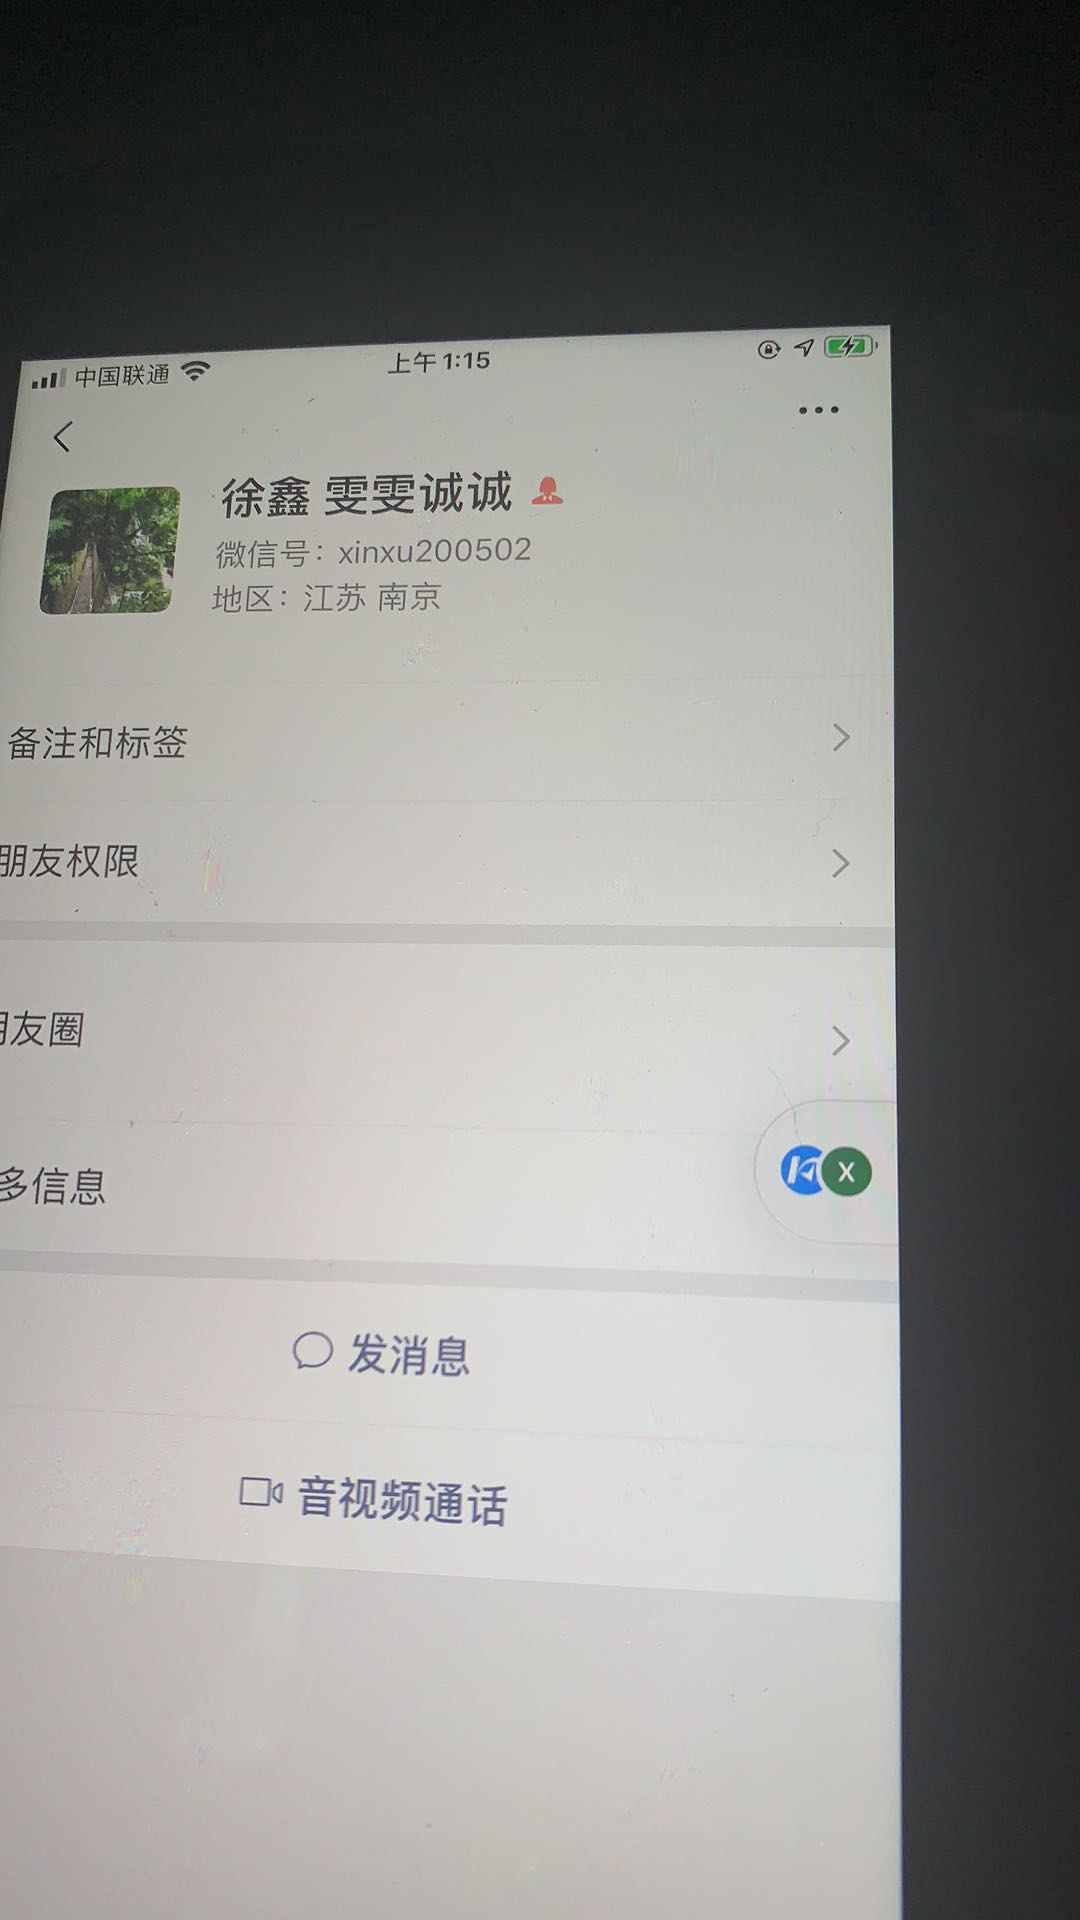 中国联通 上午1:15
徐鑫 雯雯诚诚
微信号：xinxu200502
地区：江苏 南京
备注和标签
朋友权限
朋友圈
多信息
X
发消息
音视频通话